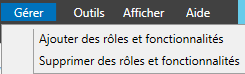 Gérer Outils Afficher Aide
Ajouter des rôles et fonctionnalités
Supprimer des rôles et fonctionnalités